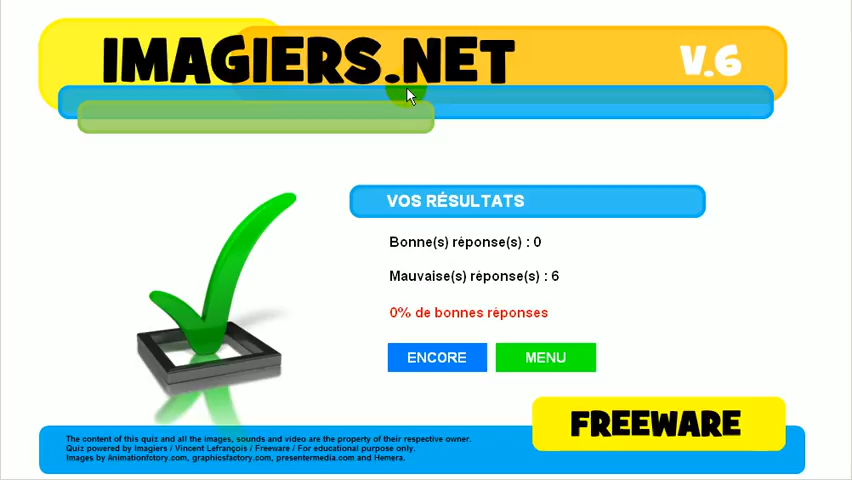 IMAGIERS.NET
V.6
VOS RÉSULTATS
Bonne(s) réponse(s) : 0
Mauvaise(s) réponse(s) : 6
0% de bonnes réponses
ENCORE
MENU
FREEWARE
The content of this quiz and all the images, sounds and video are the property of their respective owner.
Quiz powered by Imagiers / Vincent Lefrançois / Freeware / For educational purpose only.
Images by Animationfctory.com, graphicsfactory.com, presentermedia.com and Hemera.